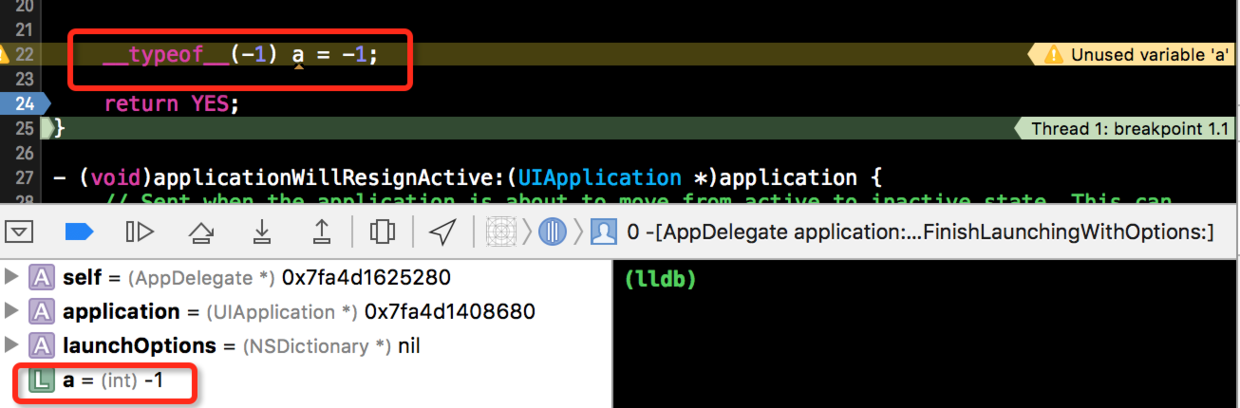 20
21
22 __typeof__(-1) a = -1; Unused variable 'a'
23
24 return YES;
25 } Thread 1: breakpoint 1.1
26
27 - (void)applicationWillResignActive:(UIApplication *)application {
28 // Sent when the application is about to move from active to inactive state. This can
0 -[AppDelegate application:...FinishLaunchingWithOptions:]
A self = (AppDelegate *) 0x7fa4d1625280
A application = (UIApplication *) 0x7fa4d1408680
A launchOptions = (NSDictionary *) nil
L a = (int) -1
(lldb)